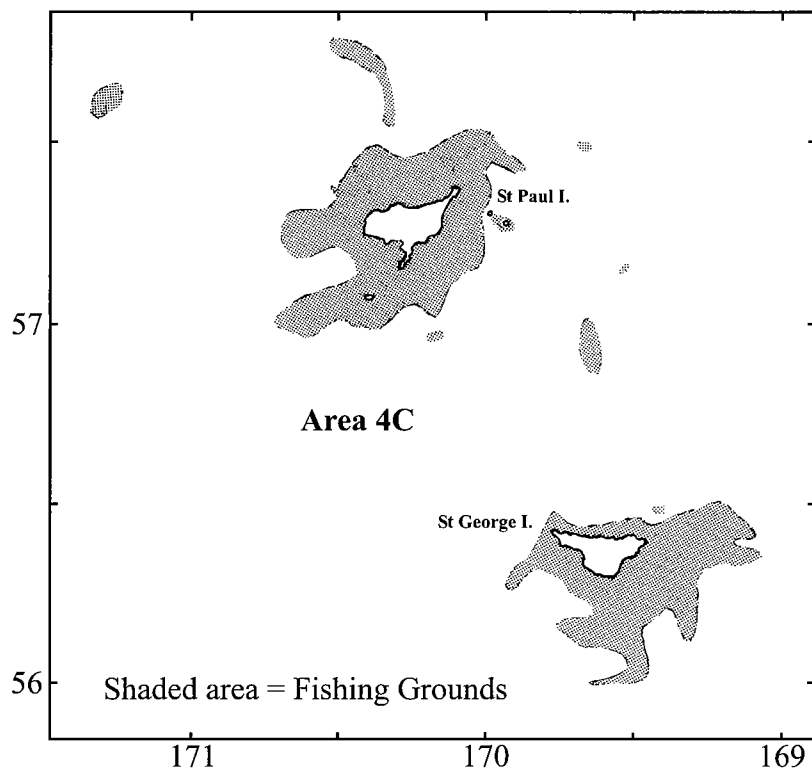 St Paul I.
57
Area 4C
St George I.
56
Shaded area = Fishing Grounds
171
170
169